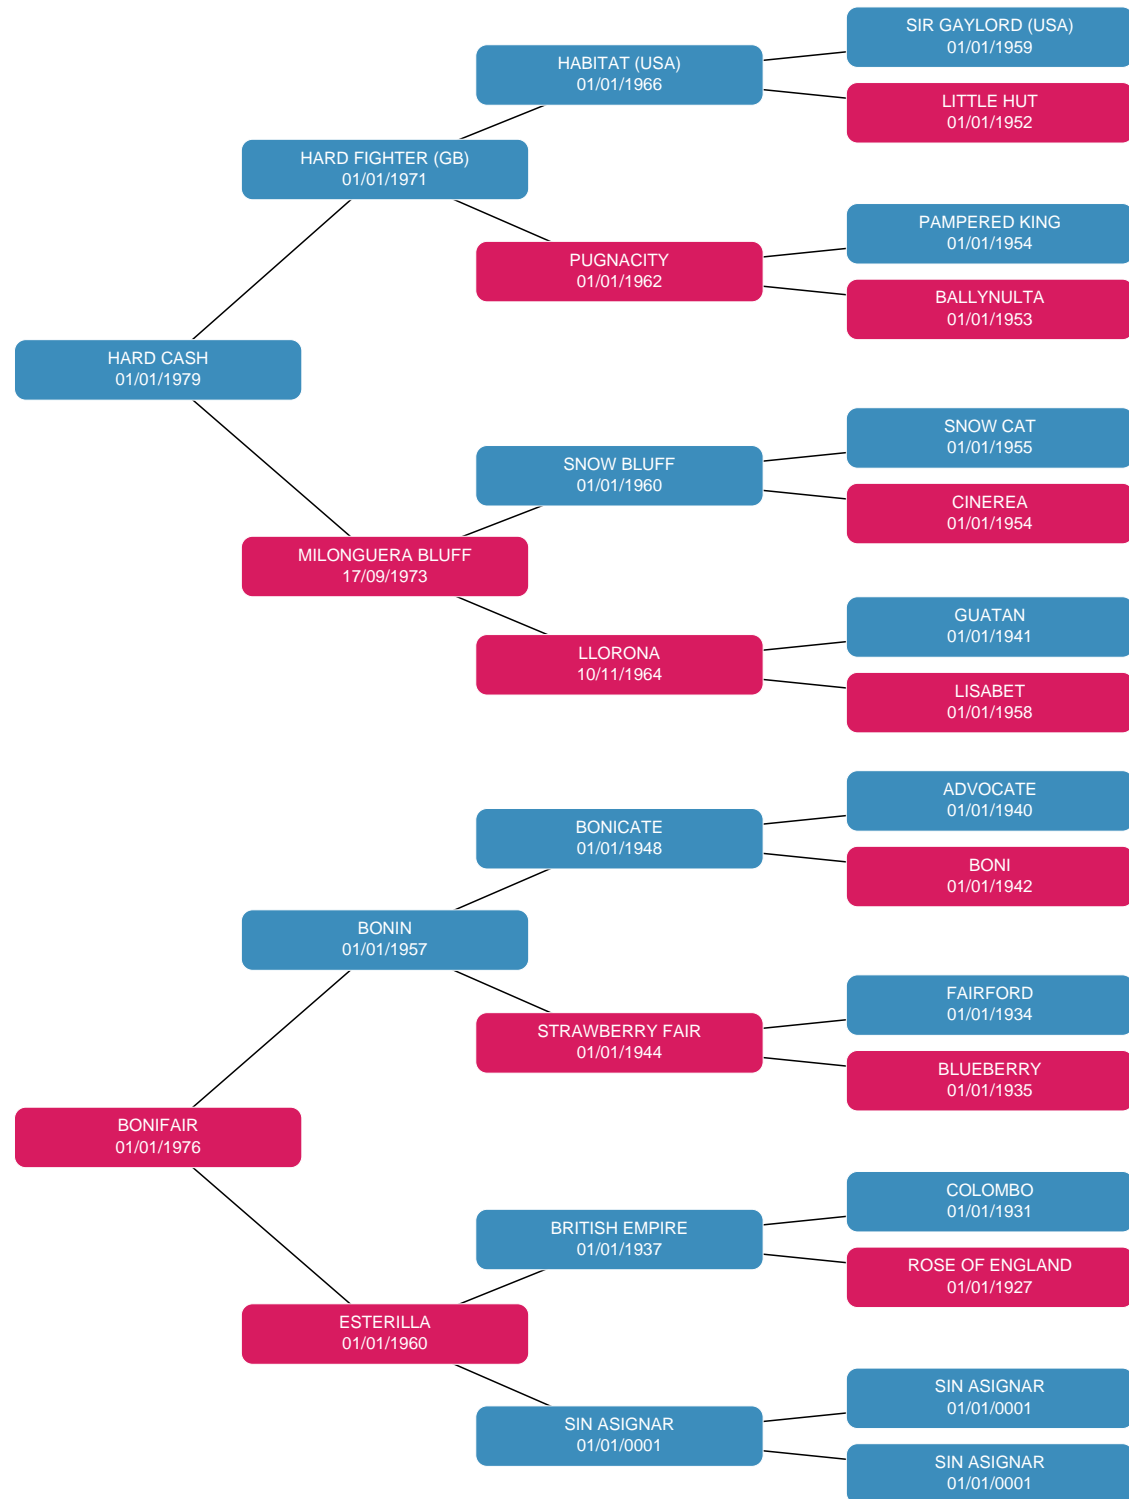 SIR GAYLORD (USA)
01/01/1959
HABITAT (USA)
01/01/1966
LITTLE HUT
01/01/1952
HARD FIGHTER (GB)
01/01/1971
PAMPERED KING
01/01/1954
PUGNACITY
01/01/1962
BALLYNULTA
01/01/1953
HARD CASH
01/01/1979
SNOW CAT
01/01/1955
SNOW BLUFF
01/01/1960
CINEREA
01/01/1954
MILONGUERA BLUFF
17/09/1973
GUATAN
01/01/1941
LLORONA
10/11/1964
LISABET
01/01/1958
ADVOCATE
01/01/1940
BONICATE
01/01/1948
BONI
01/01/1942
BONIN
01/01/1957
FAIRFORD
01/01/1934
STRAWBERRY FAIR
01/01/1944
BLUEBERRY
01/01/1935
BONIFAIR
01/01/1976
COLOMBO
01/01/1931
BRITISH EMPIRE
01/01/1937
ROSE OF ENGLAND
01/01/1927
ESTERILLA
01/01/1960
SIN ASIGNAR
01/01/0001
SIN ASIGNAR
01/01/0001
SIN ASIGNAR
01/01/0001